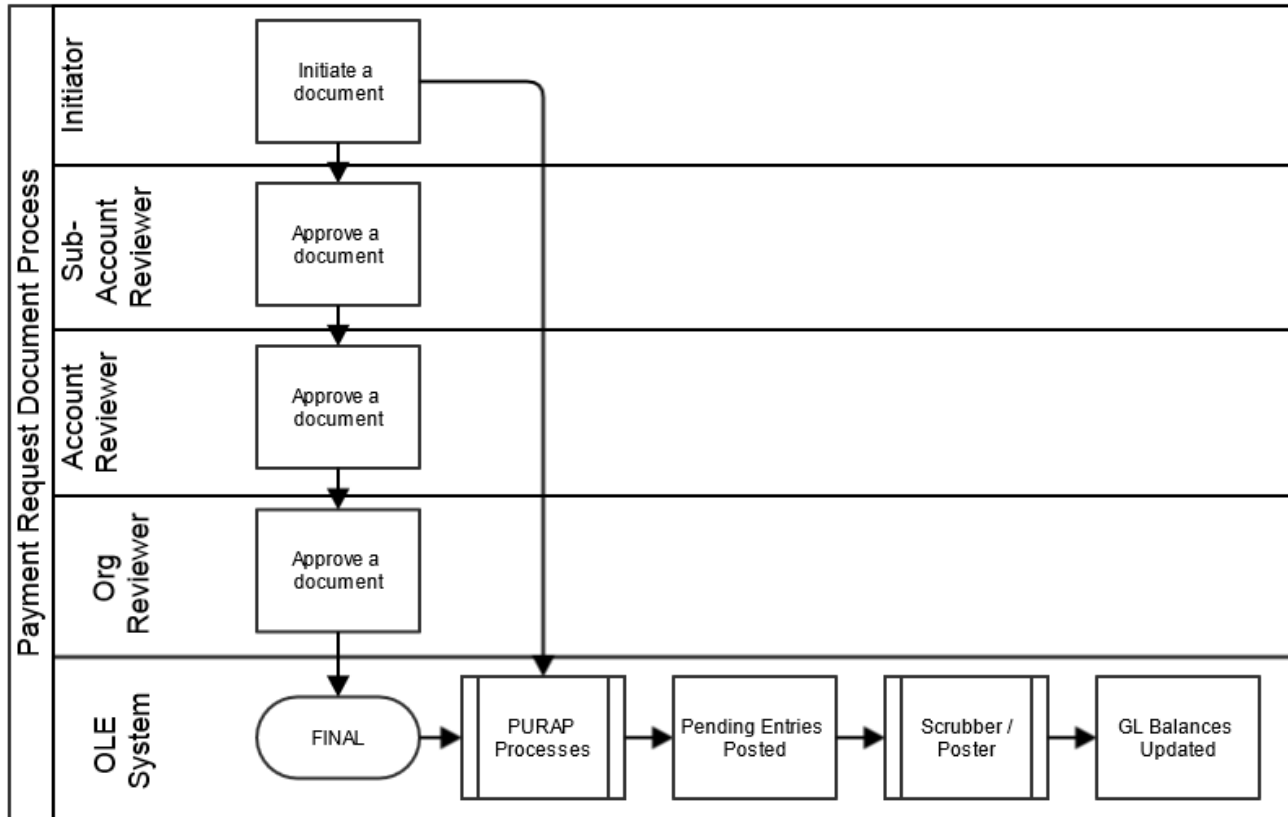 Payment Request Document Process
Initiator
Initiate a
document
Sub-
Account
Reviewer
Approve a
document
Account
Reviewer
Approve a
document
Org
Reviewer
Approve a
document
OLE
System
FINAL
PURAP
Processes
Pending Entries
Posted
Scrubber /
Poster
GL Balances
Updated